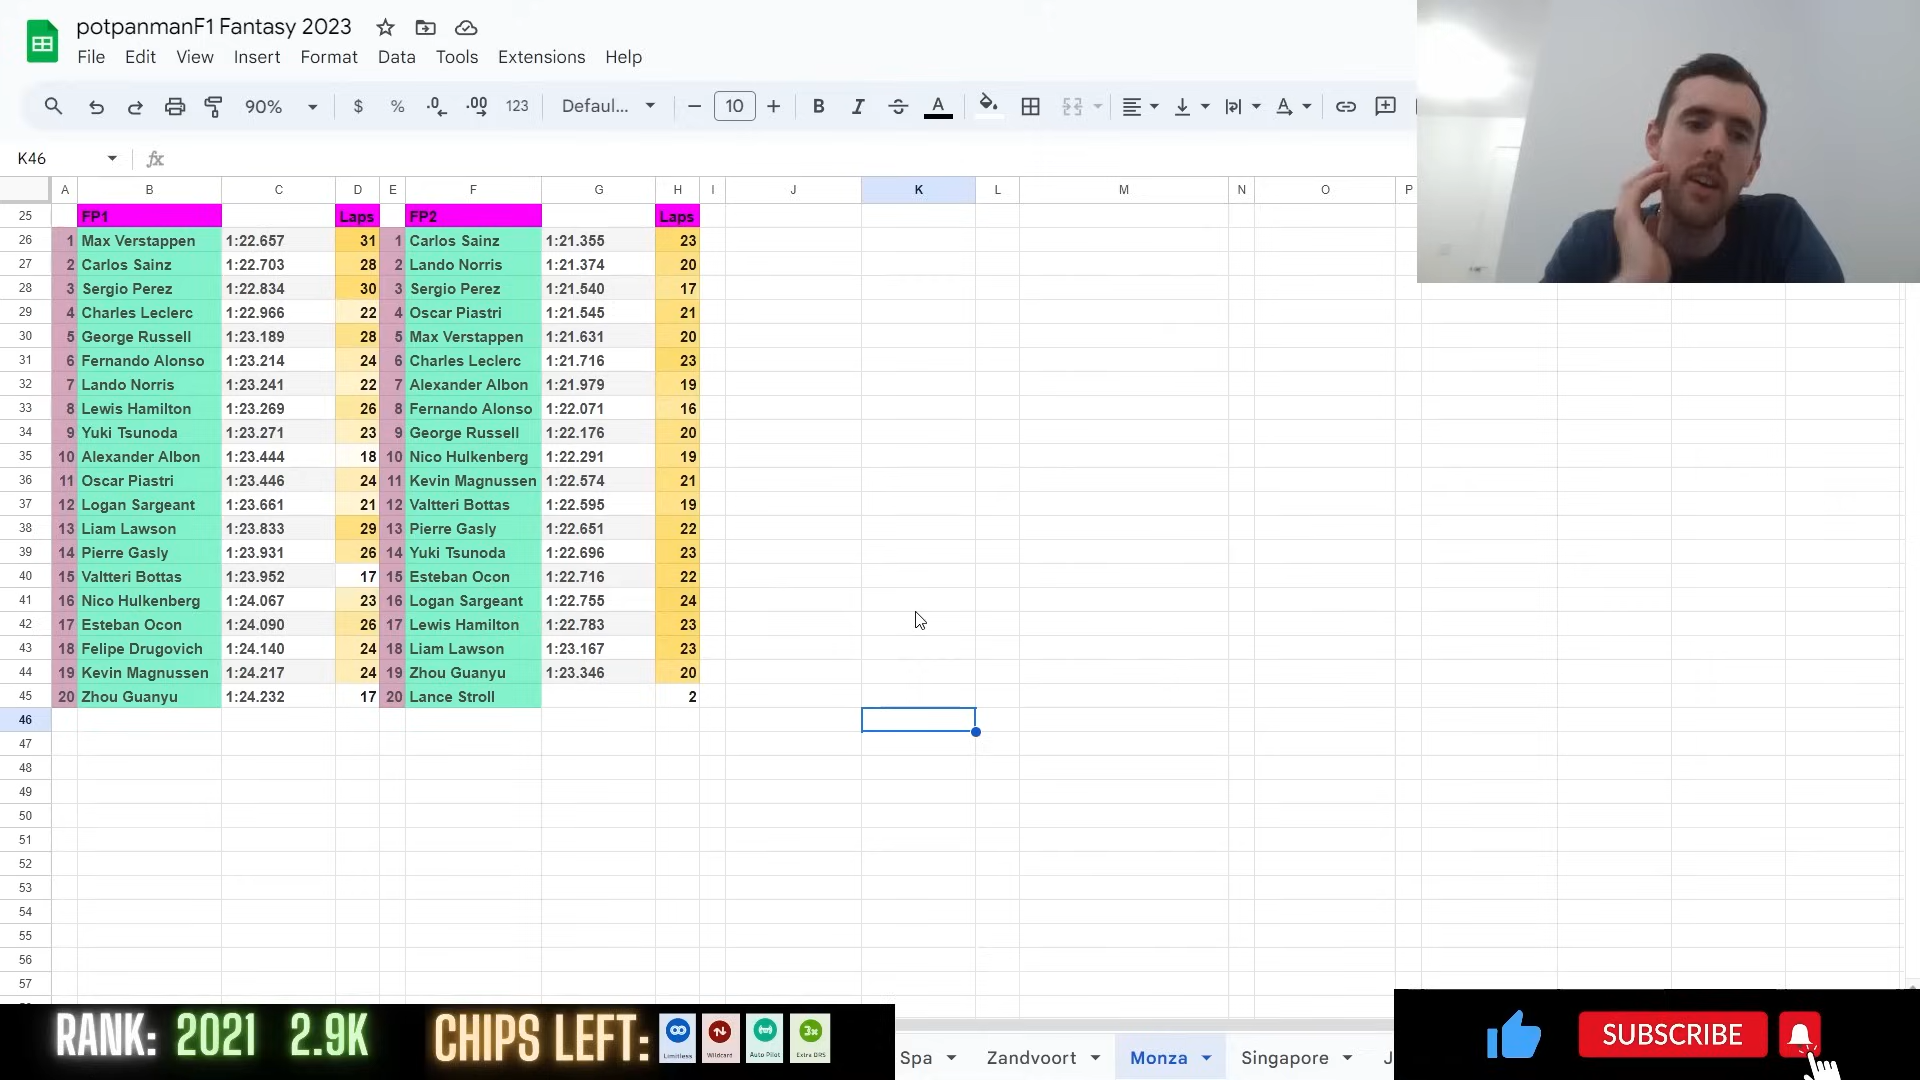 potpanmanF1 Fantasy 2023
File Edit View Insert Format Data Tools Extensions Help
90% $ % .0 .00 123 Defaul... 10 B I S A
K46 fx
A B C D E F G H I J K L M N O P
25 FP1 Laps FP2 Laps
26 1 Max Verstappen 1:22.657 31 1 Carlos Sainz 1:21.355 23
27 2 Carlos Sainz 1:22.703 28 2 Lando Norris 1:21.374 20
28 3 Sergio Perez 1:22.834 30 3 Sergio Perez 1:21.540 17
29 4 Charles Leclerc 1:22.966 22 4 Oscar Piastri 1:21.545 21
30 5 George Russell 1:23.189 28 5 Max Verstappen 1:21.631 20
31 6 Fernando Alonso 1:23.214 24 6 Charles Leclerc 1:21.716 23
32 7 Lando Norris 1:23.241 22 7 Alexander Albon 1:21.979 19
33 8 Lewis Hamilton 1:23.269 26 8 Fernando Alonso 1:22.071 16
34 9 Yuki Tsunoda 1:23.271 23 9 George Russell 1:22.176 20
35 10 Alexander Albon 1:23.444 18 10 Nico Hulkenberg 1:22.291 19
36 11 Oscar Piastri 1:23.446 24 11 Kevin Magnussen 1:22.574 21
37 12 Logan Sargeant 1:23.661 21 12 Valtteri Bottas 1:22.595 19
38 13 Liam Lawson 1:23.833 29 13 Pierre Gasly 1:22.651 22
39 14 Pierre Gasly 1:23.931 26 14 Yuki Tsunoda 1:22.696 23
40 15 Valtteri Bottas 1:23.952 17 15 Esteban Ocon 1:22.716 22
41 16 Nico Hulkenberg 1:24.067 23 16 Logan Sargeant 1:22.755 24
42 17 Esteban Ocon 1:24.090 26 17 Lewis Hamilton 1:22.783 23
43 18 Felipe Drugovich 1:24.140 24 18 Liam Lawson 1:23.167 23
44 19 Kevin Magnussen 1:24.217 24 19 Zhou Guanyu 1:23.346 20
45 20 Zhou Guanyu 1:24.232 17 20 Lance Stroll 2
46
47
48
49
50
51
52
53
54
55
56
57
RANK: 2021 2.9K CHIPS LEFT: Limitless Wildcard Auto Pilot 3x Extra DRS
Spa Zandvoort Monza Singapore J
SUBSCRIBE